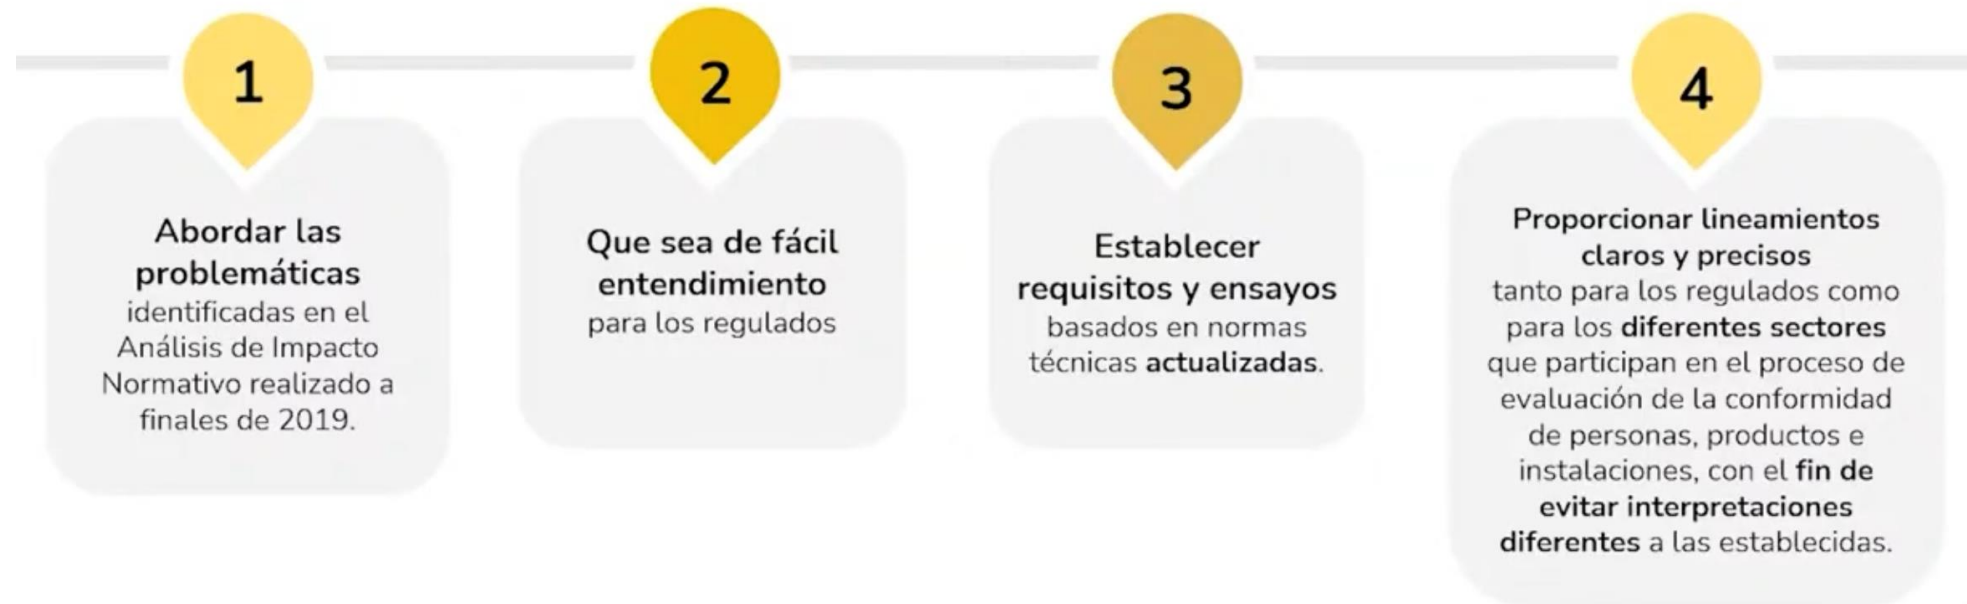 1
Abordar las
problemáticas
identificadas en el
Análisis de Impacto
Normativo realizado a
finales de 2019.
2
Que sea de fácil
entendimiento
para los regulados
3
Establecer
requisitos y ensayos
basados en normas
técnicas actualizadas.
4
Proporcionar lineamientos
claros y precisos
tanto para los regulados como
para los diferentes sectores
que participan en el proceso de
evaluación de la conformidad
de personas, productos e
instalaciones, con el fin de
evitar interpretaciones
diferentes a las establecidas.